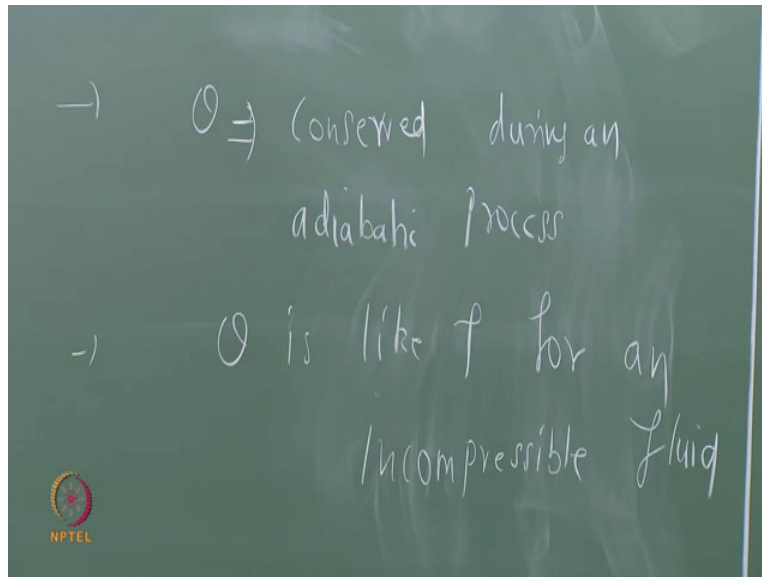 → θ ⇒ Conserved during an
adiabatic Process
→ θ is like T for an
incompressible fluid
NPTEL